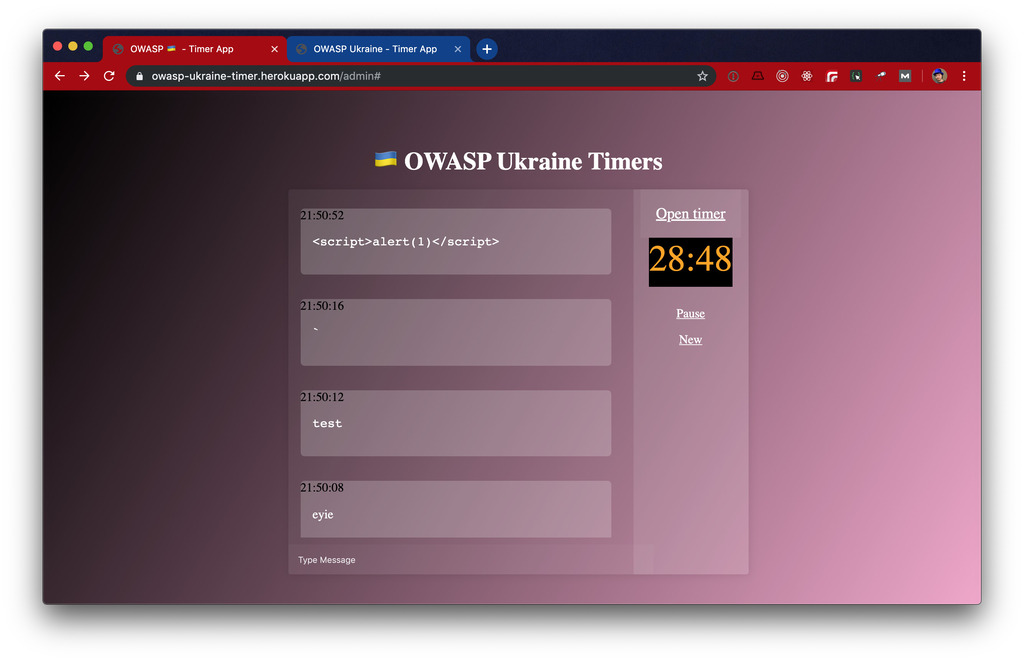 OWASP 🇺🇦 - Timer App
OWASP Ukraine - Timer App
owasp-ukraine-timer.herokuapp.com/admin#
🇺🇦 OWASP Ukraine Timers
21:50:52
<script>alert(1)</script>
Open timer
28:48
Pause
New
21:50:16
`
21:50:12
test
21:50:08
eyie
Type Message